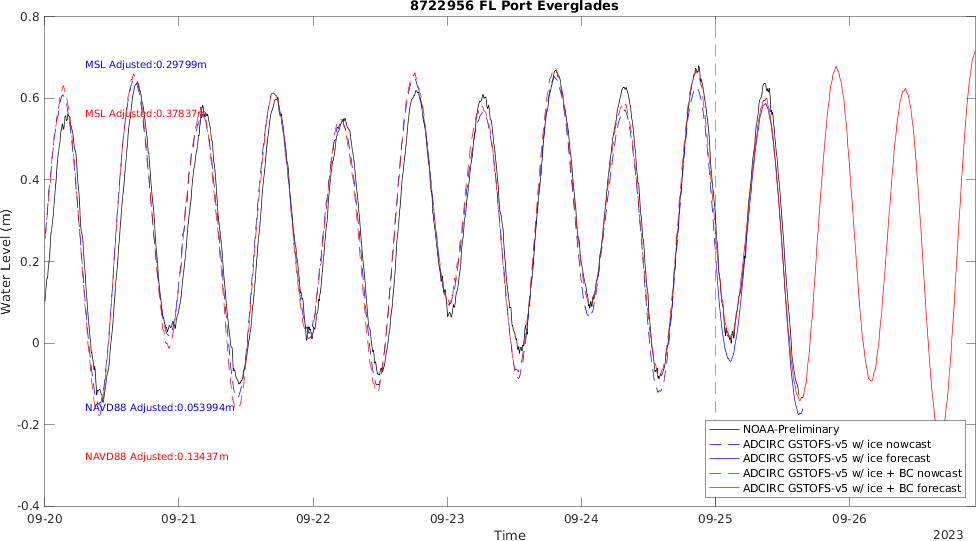 8722956 FL Port Everglades
0.8
0.6
0.4
0.2
0
-0.2
-0.4
Water Level (m)
MSL Adjusted:0.29799m
MSL Adjusted:0.37837m
NAVD88 Adjusted:0.053994m
NAVD88 Adjusted:0.13437m
NOAA-Preliminary
ADCIRC GSTOFS-v5 w/ ice nowcast
ADCIRC GSTOFS-v5 w/ ice forecast
ADCIRC GSTOFS-v5 w/ ice + BC nowcast
ADCIRC GSTOFS-v5 w/ ice + BC forecast
09-20 09-21 09-22 09-23 09-24 09-25 09-26
Time
2023